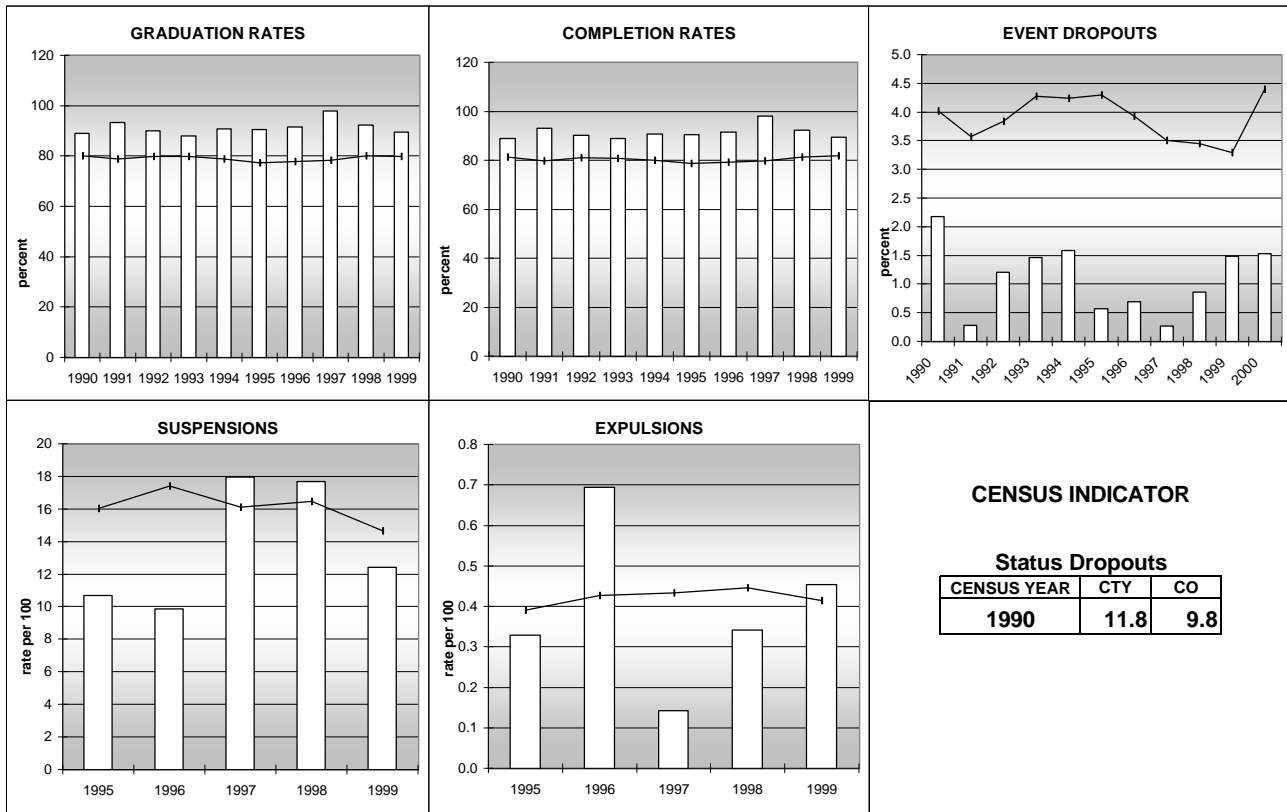 GRADUATION RATES
120
100
80
60
40
20
0
percent
1990 1991 1992 1993 1994 1995 1996 1997 1998 1999
COMPLETION RATES
120
100
80
60
40
20
0
percent
1990 1991 1992 1993 1994 1995 1996 1997 1998 1999
EVENT DROPOUTS
5.0
4.5
4.0
3.5
3.0
2.5
2.0
1.5
1.0
0.5
0.0
percent
1990 1991 1992 1993 1994 1995 1996 1997 1998 1999 2000
SUSPENSIONS
20
18
16
14
12
10
8
6
4
2
0
rate per 100
1995 1996 1997 1998 1999
EXPULSIONS
0.8
0.7
0.6
0.5
0.4
0.3
0.2
0.1
0.0
rate per 100
1995 1996 1997 1998 1999
CENSUS INDICATOR
Status Dropouts
CENSUS YEAR CTY CO
1990 11.8 9.8